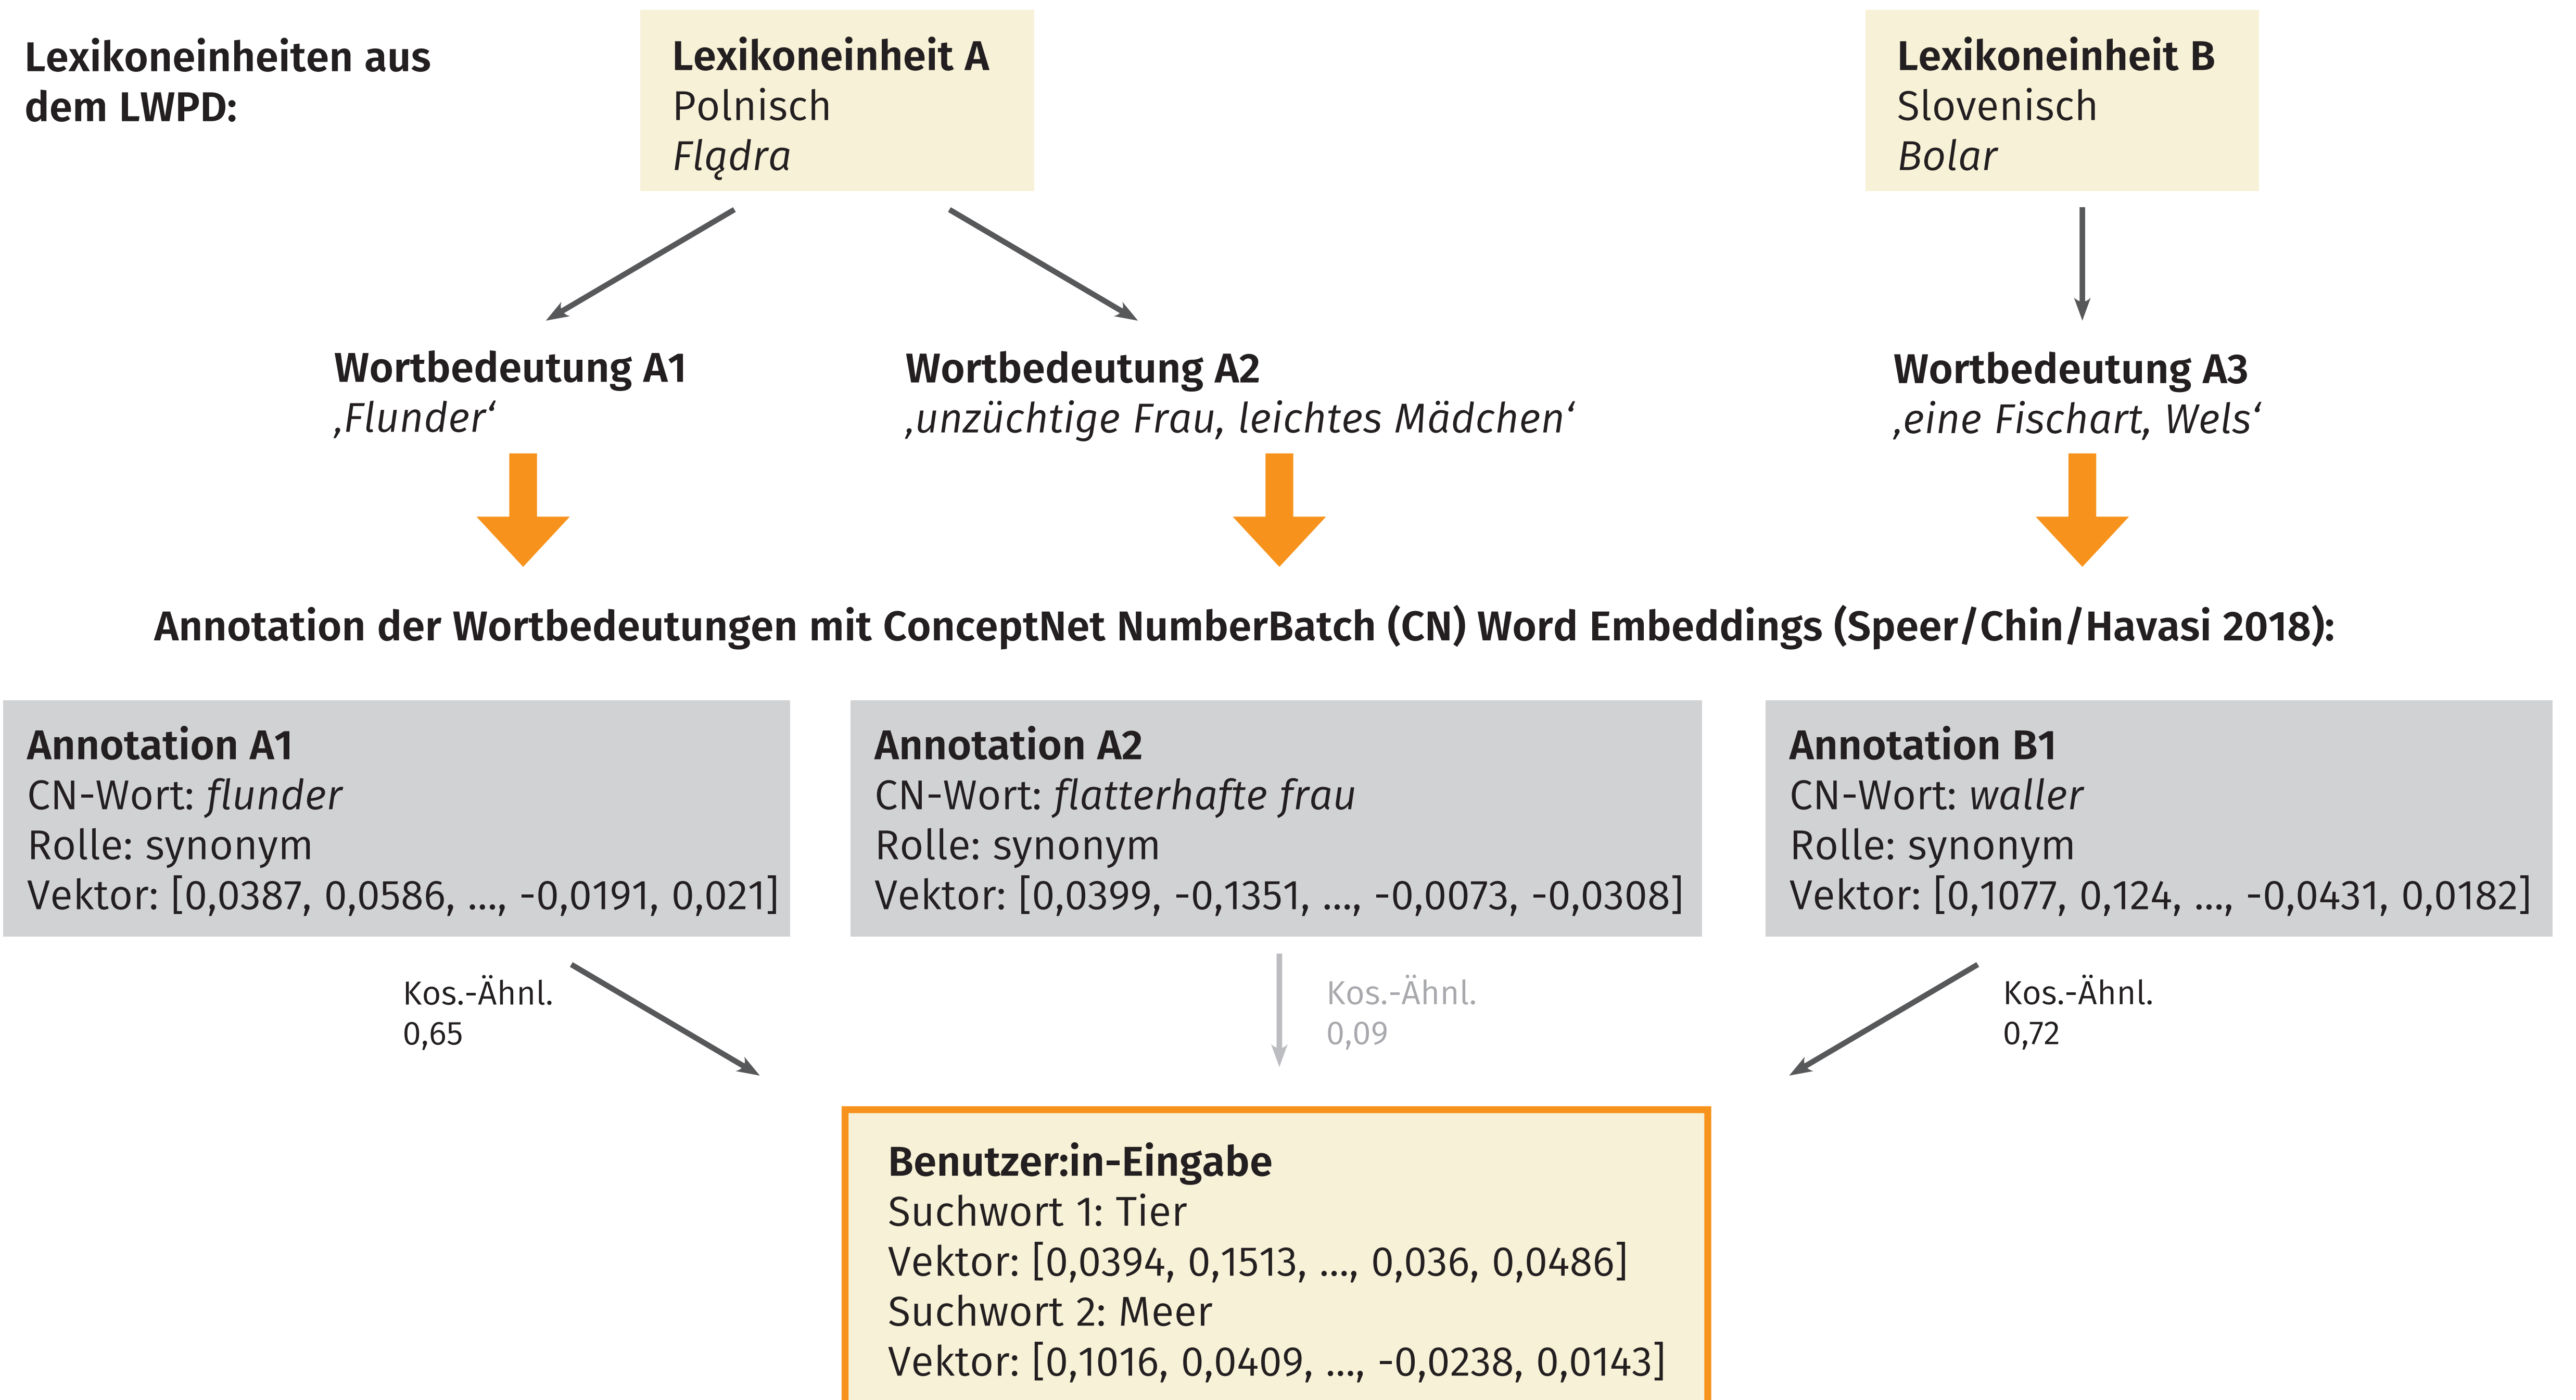 Lexikoneinheiten aus
dem LWPD:
Lexikoneinheit A
Polnisch
Flądra
Lexikoneinheit B
Slovenisch
Bolar
Wortbedeutung A1
‚Flunder‘
Wortbedeutung A2
‚unzüchtige Frau, leichtes Mädchen‘
Wortbedeutung A3
‚eine Fischart, Wels‘
Annotation der Wortbedeutungen mit ConceptNet NumberBatch (CN) Word Embeddings (Speer/Chin/Havasi 2018):
Annotation A1
CN-Wort: flunder
Rolle: synonym
Vektor: [0,0387, 0,0586, ..., -0,0191, 0,021]
Annotation A2
CN-Wort: flatterhafte frau
Rolle: synonym
Vektor: [0,0399, -0,1351, ..., -0,0073, -0,0308]
Annotation B1
CN-Wort: waller
Rolle: synonym
Vektor: [0,1077, 0,124, ..., -0,0431, 0,0182]
Kos.-Ähnl.
0,65
Kos.-Ähnl.
0,09
Kos.-Ähnl.
0,72
Benutzer:in-Eingabe
Suchwort 1: Tier
Vektor: [0,0394, 0,1513, ..., 0,036, 0,0486]
Suchwort 2: Meer
Vektor: [0,1016, 0,0409, ..., -0,0238, 0,0143]